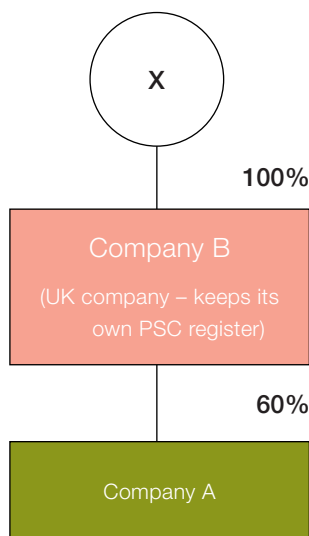 X
100%
Company B
(UK company – keeps its
own PSC register)
60%
Company A